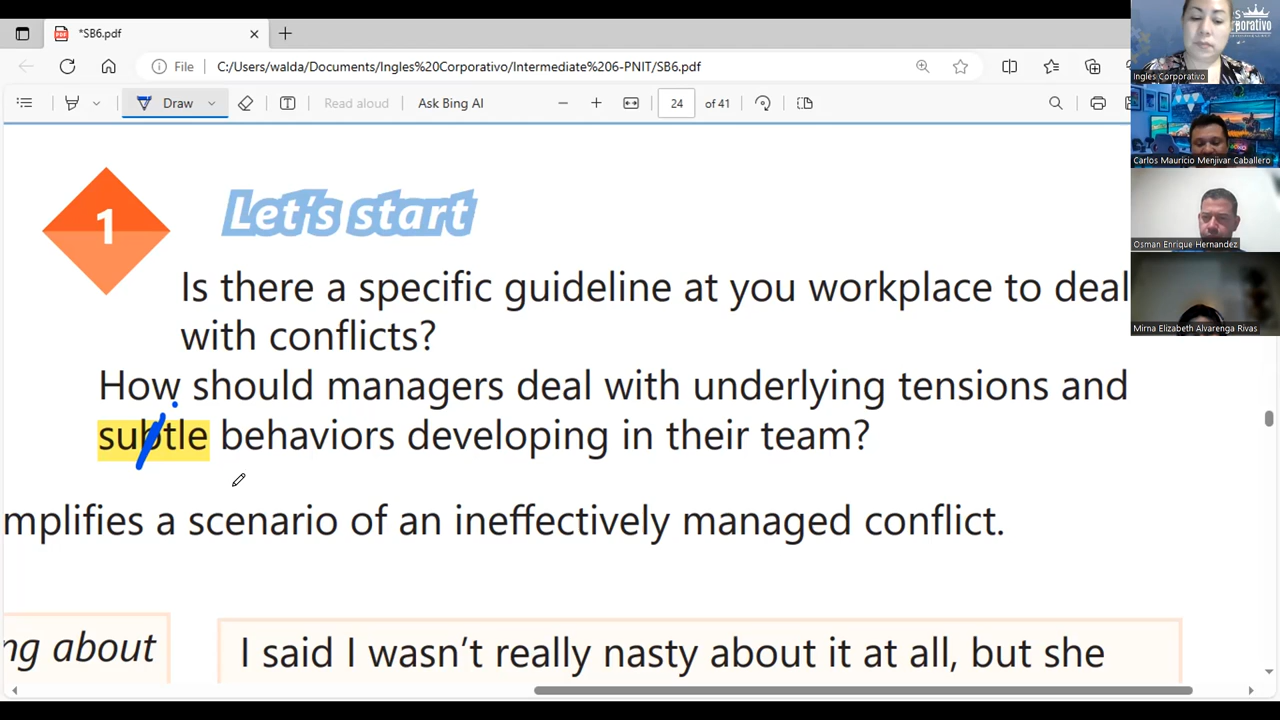 *SB6.pdf
File
C:/Users/walda/Documents/Ingles%20Corporativo/Intermediate%206-PNIT/SB6.pdf
Draw
Read aloud
Ask Bing AI
24
of 41
1
Let's start
Is there a specific guideline at you workplace to deal
with conflicts?
How should managers deal with underlying tensions and
subtle behaviors developing in their team?
mplifies a scenario of an ineffectively managed conflict.
ng about
I said I wasn't really nasty about it at all, but she
Ingles Corporativo
Carlos Mauricio Menjivar Caballero
Osman Enrique Hernandez
Mirna Elizabeth Alvarenga Rivas